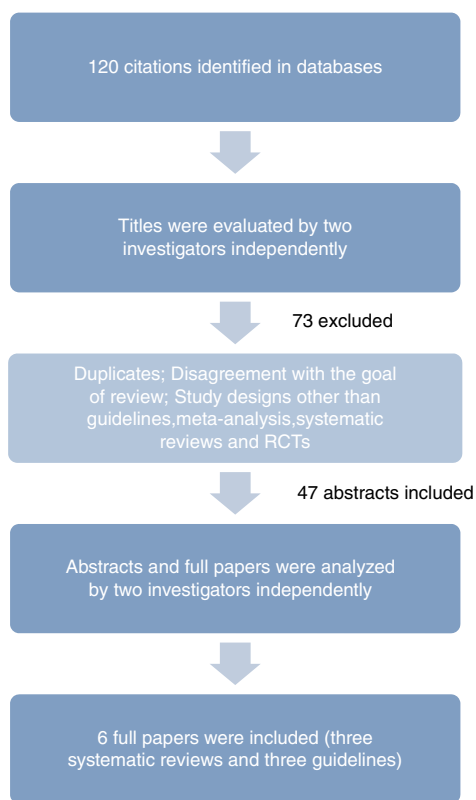 120 citations identified in databases
Titles were evaluated by two
investigators independently
73 excluded
Duplicates; Disagreement with the goal
of review; Study designs other than
guidelines,meta-analysis,systematic
reviews and RCTs
47 abstracts included
Abstracts and full papers were analyzed
by two investigators independently
6 full papers were included (three
systematic reviews and three guidelines)